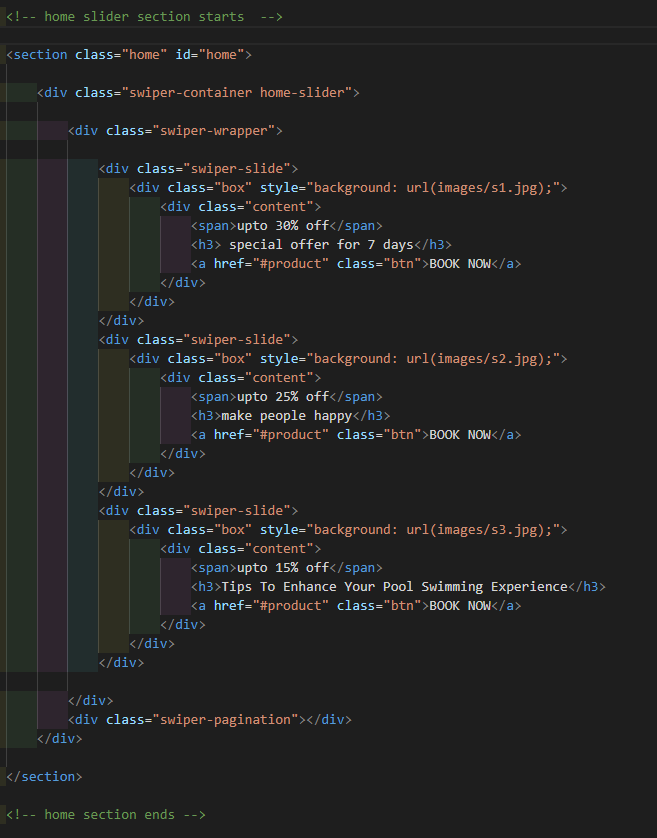 <!-- home slider section starts  -->
<section class="home" id="home">
<div class="swiper-container home-slider">
<div class="swiper-wrapper">
<div class="swiper-slide">
<div class="box" style="background: url(images/s1.jpg);">
<div class="content">
<span>upto 30% off</span>
<h3> special offer for 7 days</h3>
<a href="#product" class="btn">BOOK NOW</a>
</div>
</div>
</div>
<div class="swiper-slide">
<div class="box" style="background: url(images/s2.jpg);">
<div class="content">
<span>upto 25% off</span>
<h3>make people happy</h3>
<a href="#product" class="btn">BOOK NOW</a>
</div>
</div>
</div>
<div class="swiper-slide">
<div class="box" style="background: url(images/s3.jpg);">
<div class="content">
<span>upto 15% off</span>
<h3>Tips To Enhance Your Pool Swimming Experience</h3>
<a href="#product" class="btn">BOOK NOW</a>
</div>
</div>
</div>
</div>
<div class="swiper-pagination"></div>
</div>
</section>
<!-- home section ends -->